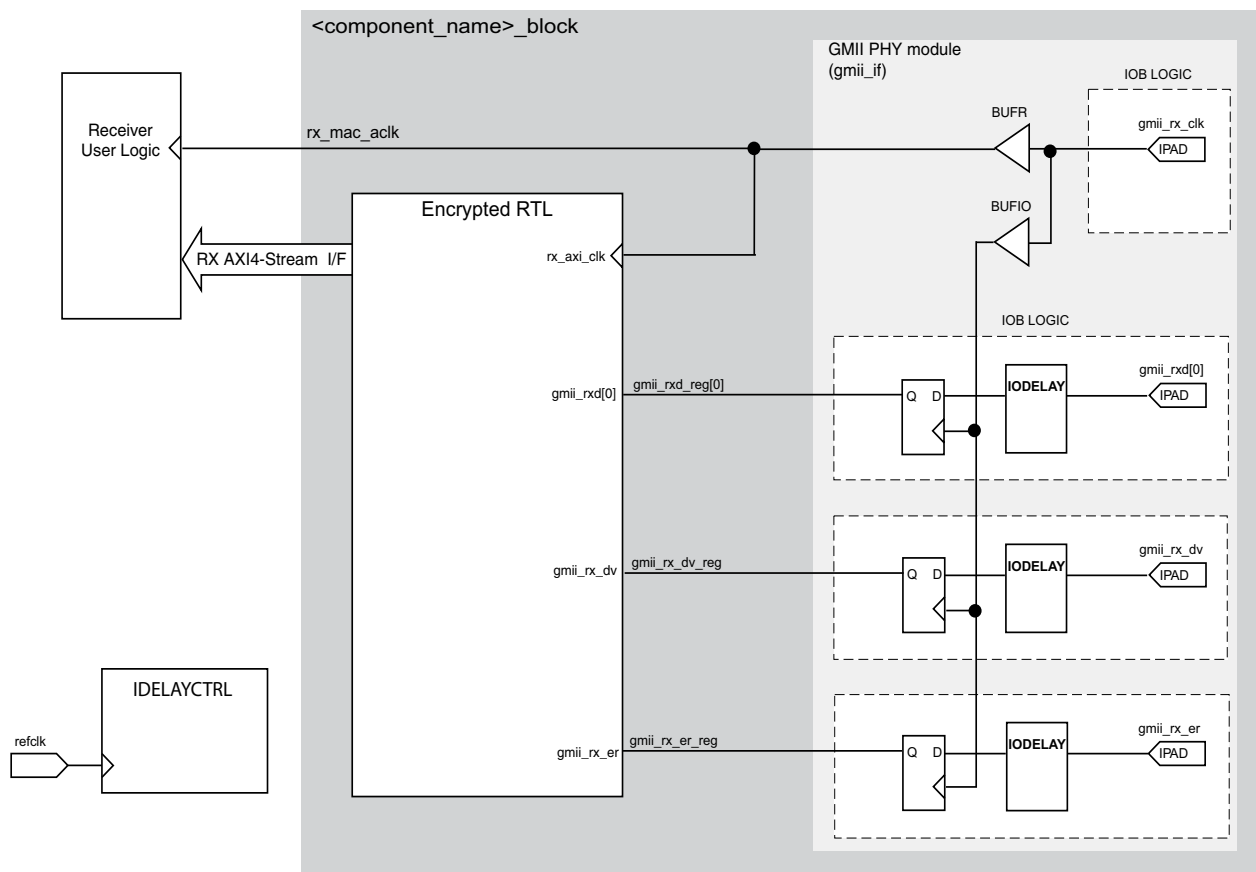 <component_name>_block
GMII PHY module
(gmii_if)
IOB LOGIC
gmii_rx_clk
IPAD
BUFR
BUFIO
Receiver
User Logic
rx_mac_aclk
RX AXI4-Stream I/F
Encrypted RTL
rx_axi_clk
IOB LOGIC
gmii_rxd[0]
gmii_rxd_reg[0]
Q D
IODELAY
gmii_rxd[0]
IPAD
gmii_rx_dv
gmii_rx_dv_reg
Q D
IODELAY
gmii_rx_dv
IPAD
IDELAYCTRL
refclk
gmii_rx_er
gmii_rx_er_reg
Q D
IODELAY
gmii_rx_er
IPAD